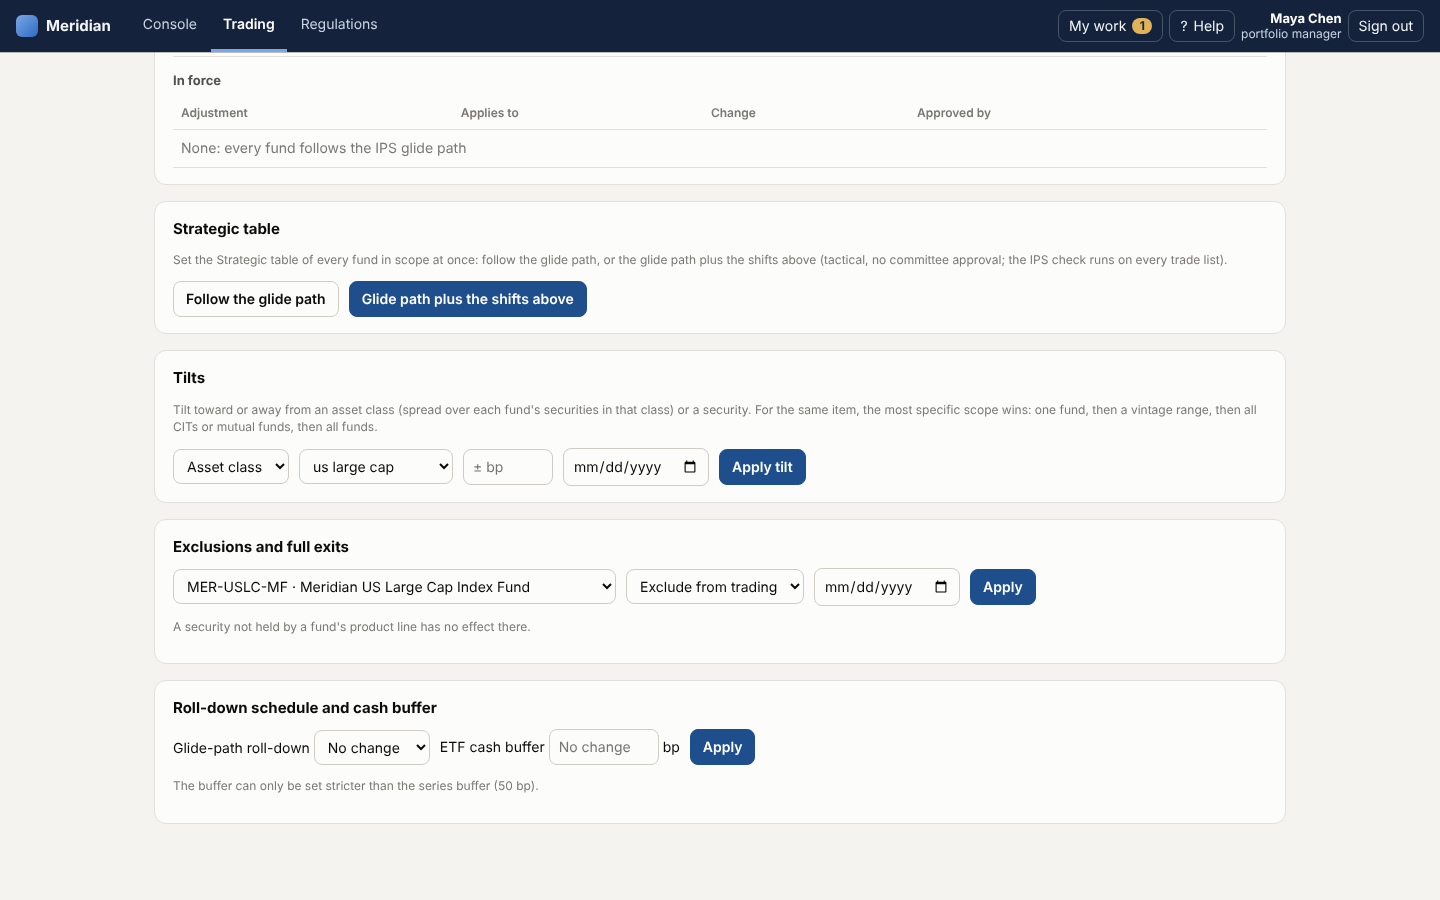 Meridian
Console
Trading
Regulations
My work 1
? Help
Maya Chen
portfolio manager
Sign out
In force
Adjustment Applies to Change Approved by
None: every fund follows the IPS glide path
Strategic table
Set the Strategic table of every fund in scope at once: follow the glide path, or the glide path plus the shifts above (tactical, no committee approval; the IPS check runs on every trade list).
Follow the glide path
Glide path plus the shifts above
Tilts
Tilt toward or away from an asset class (spread over each fund's securities in that class) or a security. For the same item, the most specific scope wins: one fund, then a vintage range, then all
CITs or mutual funds, then all funds.
Asset class
us large cap
± bp
mm/dd/yyyy
Apply tilt
Exclusions and full exits
MER-USLC-MF · Meridian US Large Cap Index Fund
Exclude from trading
mm/dd/yyyy
Apply
A security not held by a fund's product line has no effect there.
Roll-down schedule and cash buffer
Glide-path roll-down No change ETF cash buffer No change bp Apply
The buffer can only be set stricter than the series buffer (50 bp).